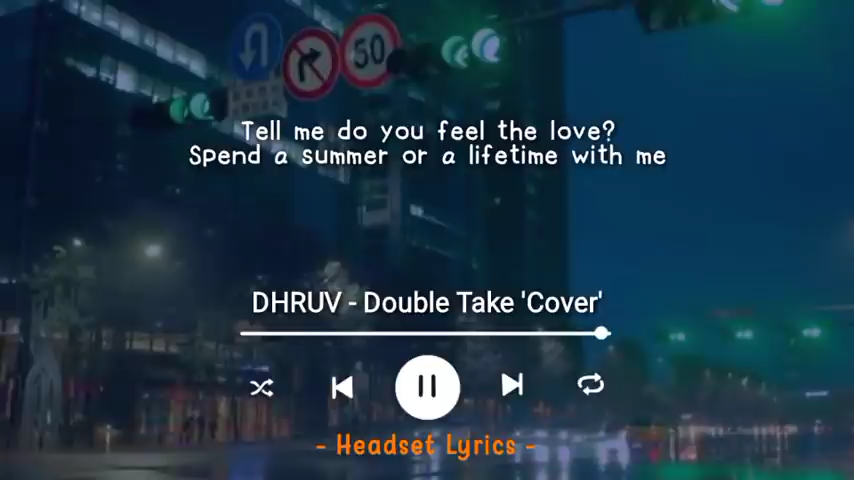 50
Tell me do you feel the love?
Spend a summer or a lifetime with me
DHRUV - Double Take 'Cover'
- Headset Lyrics -